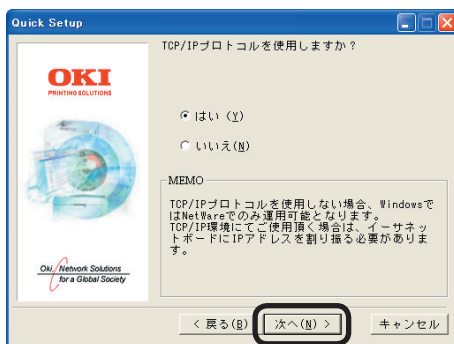 Quick Setup
TCP/IPプロトコルを使用しますか？
OKI
PRINTING SOLUTIONS
はい (Y)
いいえ(N)
MEMO
TCP/IPプロトコルを使用しない場合、Windowsで
はNetWareでのみ運用可能となります。
TCP/IP環境にてご使用頂く場合は、イーサネッ
トボードにIPアドレスを割り振る必要がありま
す。
Oki, Network Solutions
for a Global Society
< 戻る(B)
次へ(N) >
キャンセル